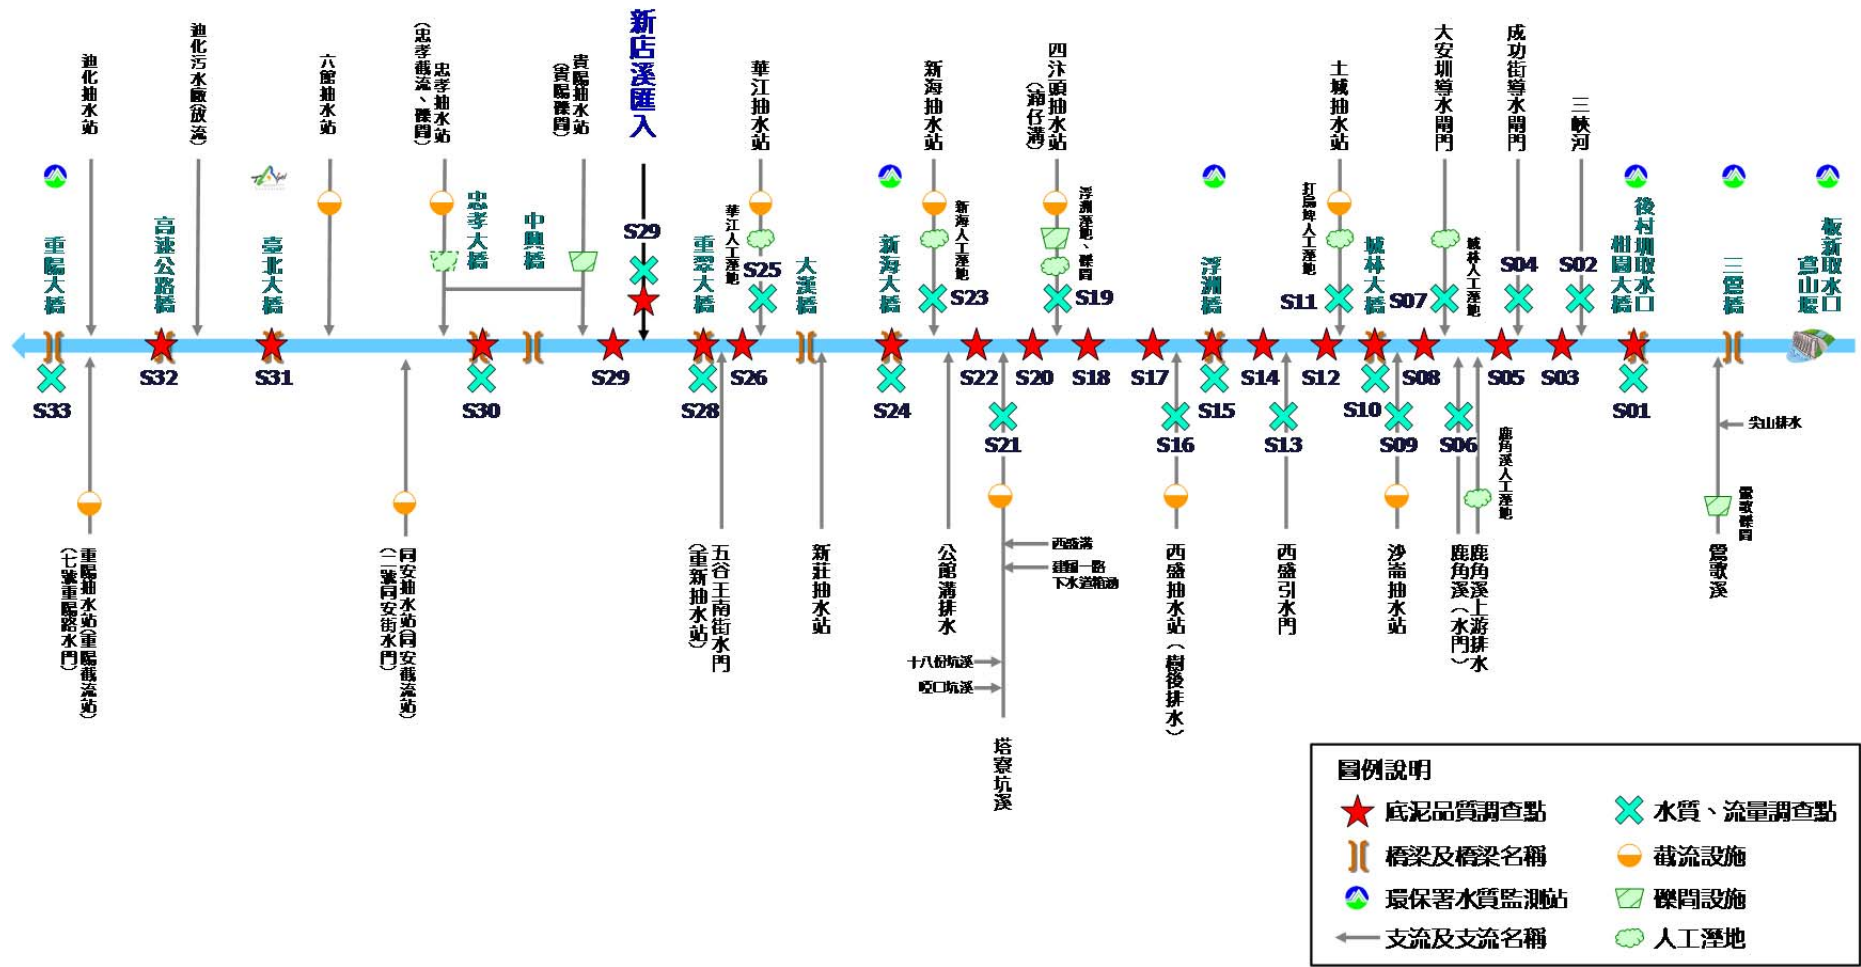 迪化抽水站
迪化污水廠(放流)
六館抽水站
(忠孝截流、礫間)
忠孝抽水站
貴陽抽水站
(貴陽礫間)
新店溪匯入
華江抽水站
新海抽水站
四汴頭抽水站
(湳仔溝)
土城抽水站
大安圳導水閘門
成功街導水閘門
三峽河
重陽大橋
高速公路橋
臺北大橋
忠孝大橋
中興橋
S29
重翠大橋
華江人工溼地
S25
大漢橋
新海大橋
新海人工溼地
S23
浮洲溼地、礫間
S19
浮洲橋
打鳥埤人工溼地
S11
城林大橋
S07
城林人工溼地
S04
S02
後村圳取水口
柑園大橋
三鶯橋
板新取水口
鳶山堰
S33
S32
S31
S30
S29
S28
S26
S24
S22
S21
S20
S18
S17
S16
S15
S14
S13
S12
S10
S09
S08
S06
S05
S03
S01
尖山排水
鹿角溪人工溼地
鶯歌礫間
重陽抽水站(重陽截流站)
(七號重陽路水門)
同安抽水站(同安截流站)
(二號同安街水門)
五谷王南街水門
(重新抽水站)
新莊抽水站
公館溝排水
西盛溝
建國一路
下水道箱涵
十八份坑溪
啞口坑溪
塔寮坑溪
西盛抽水站(樹後排水)
西盛引水門
沙崙抽水站
鹿角溪(水門)
鹿角溪上游排水
鶯歌溪
圖例說明
底泥品質調查點
水質、流量調查點
橋梁及橋梁名稱
截流設施
環保署水質監測站
礫間設施
支流及支流名稱
人工溼地